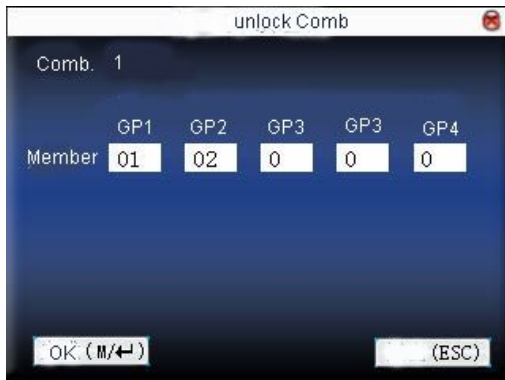 unlock Comb
Comb. 1
GP1 GP2 GP3 GP3 GP4
Member 01 02 0 0 0
OK (M/↵) (ESC)